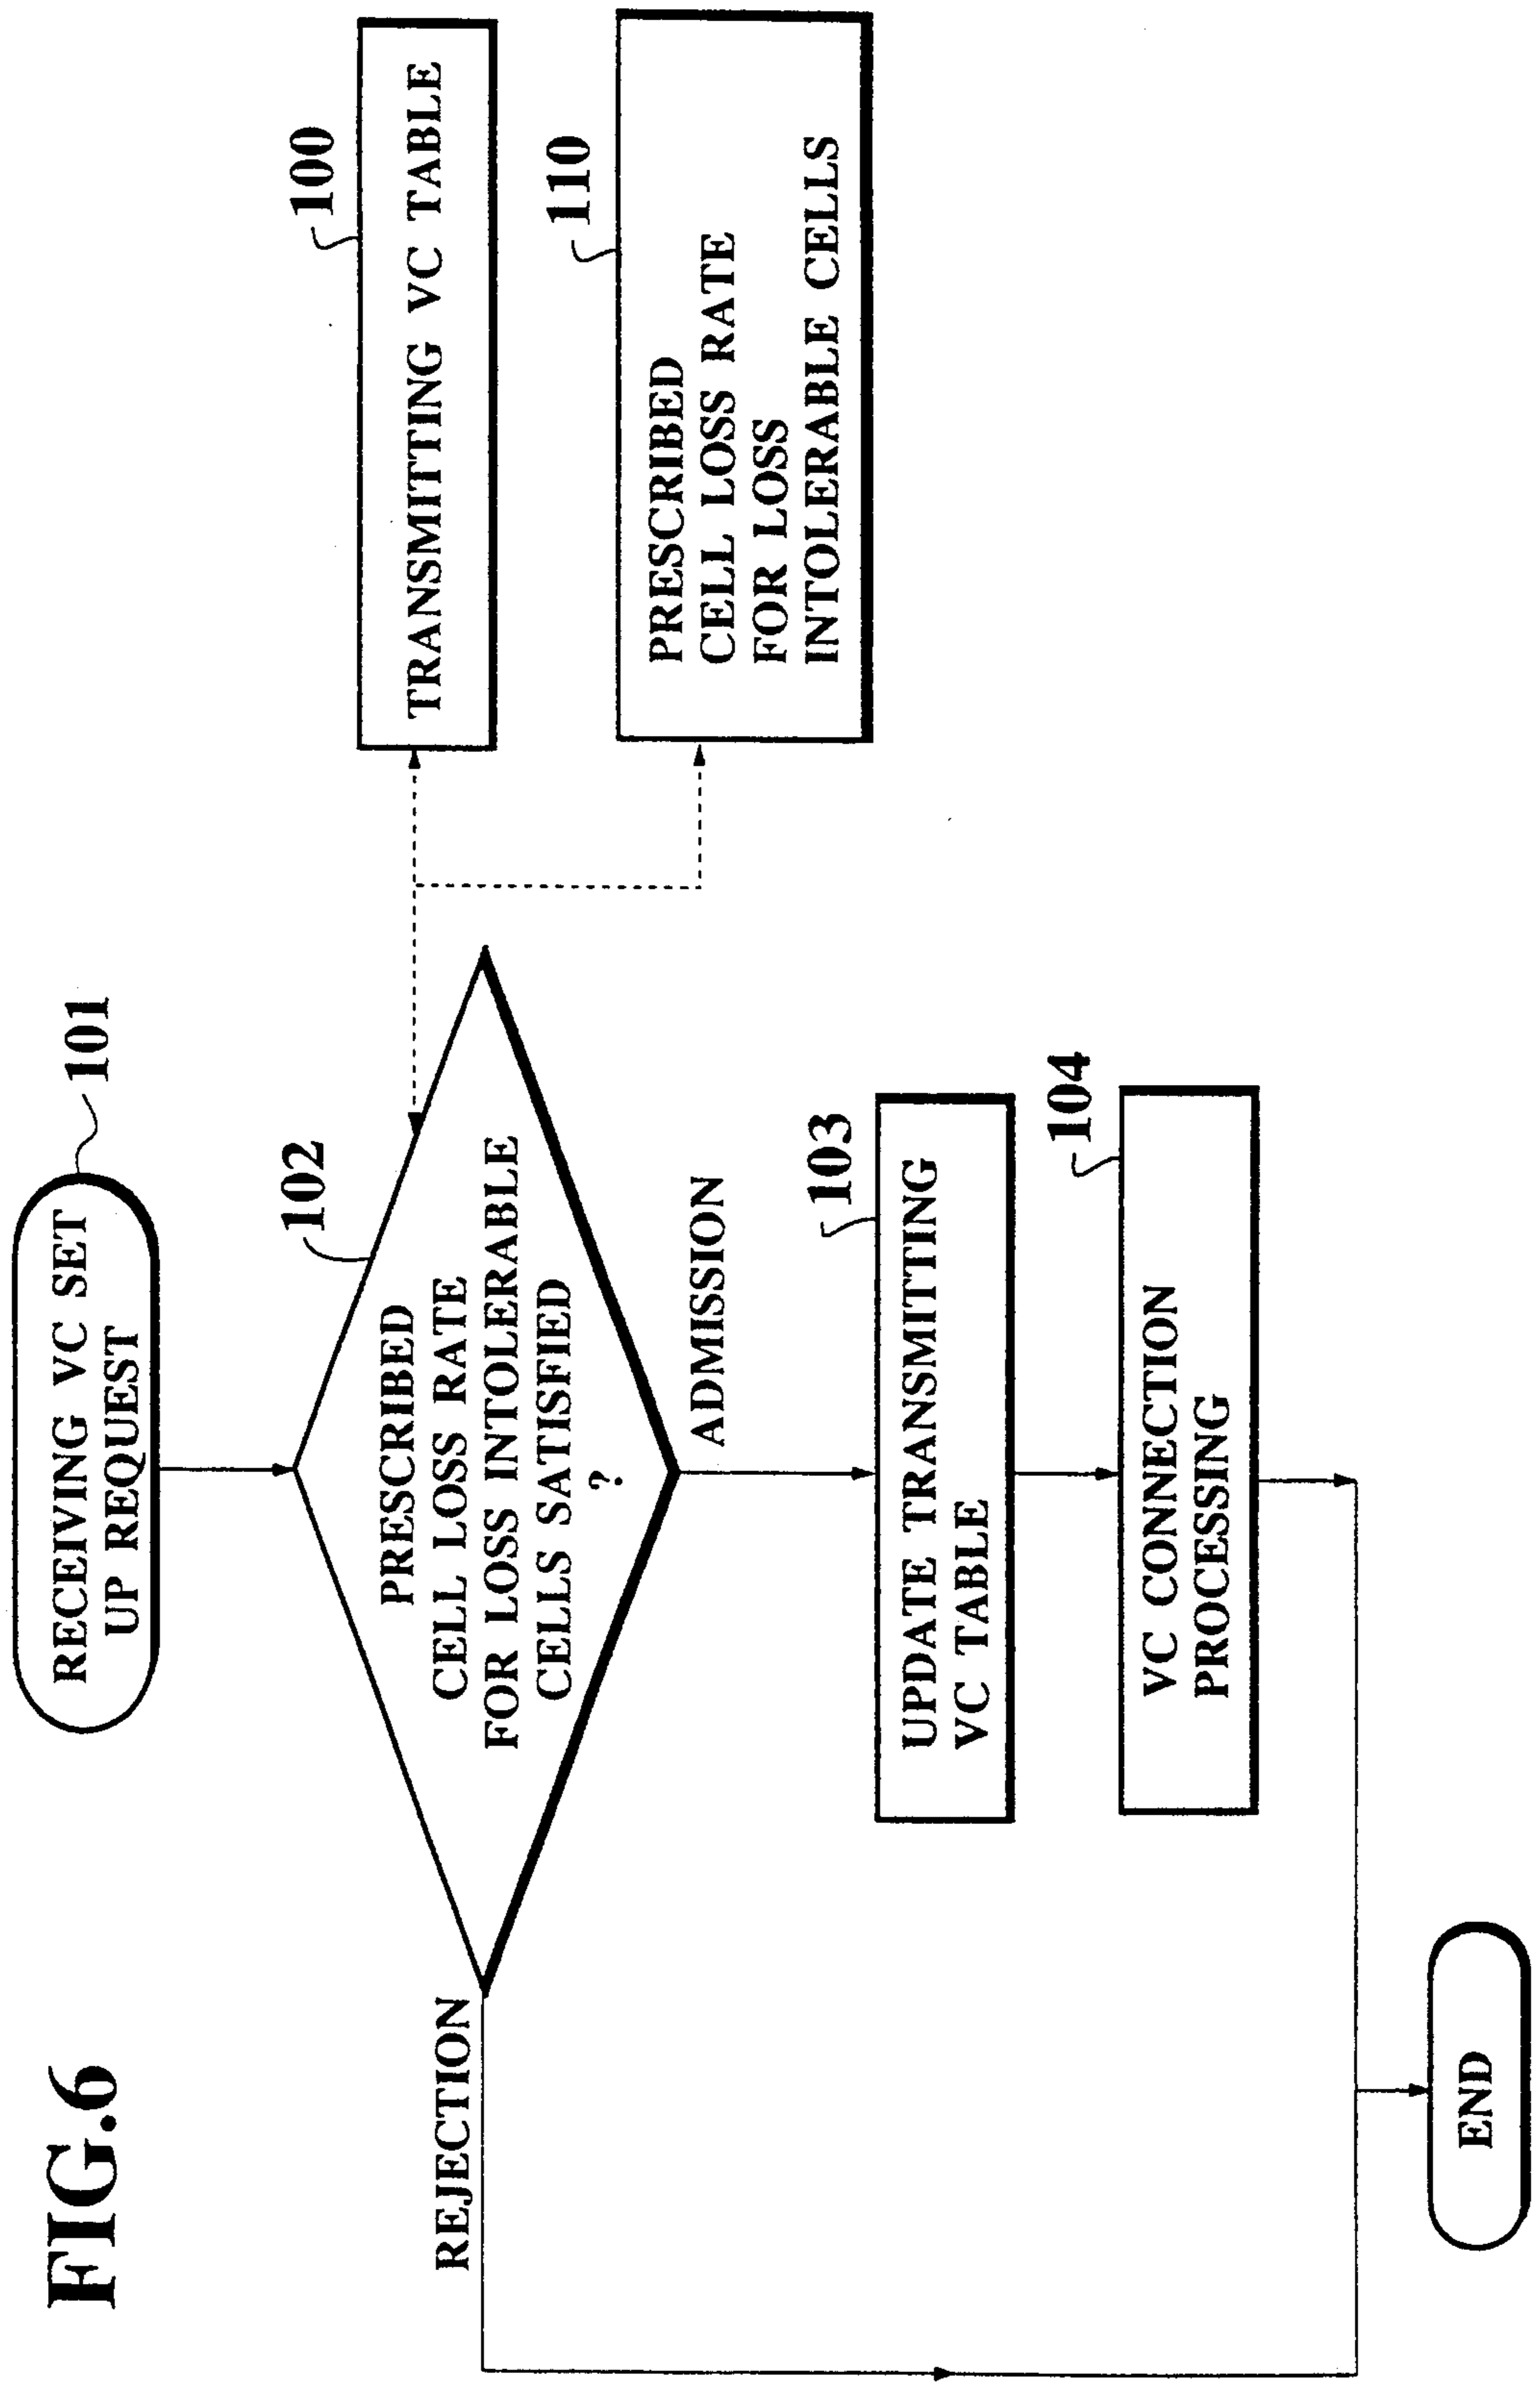 FIG.6
RECEIVING VC SET
UP REQUEST
101
102
PRESCRIBED
CELL LOSS RATE
FOR LOSS INTOLERABLE
CELLS SATISFIED
?
REJECTION
ADMISSION
100
TRANSMITTING VC TABLE
110
PRESCRIBED
CELL LOSS RATE
FOR LOSS
INTOLERABLE CELLS
103
UPDATE TRANSMITTING
VC TABLE
104
VC CONNECTION
PROCESSING
END